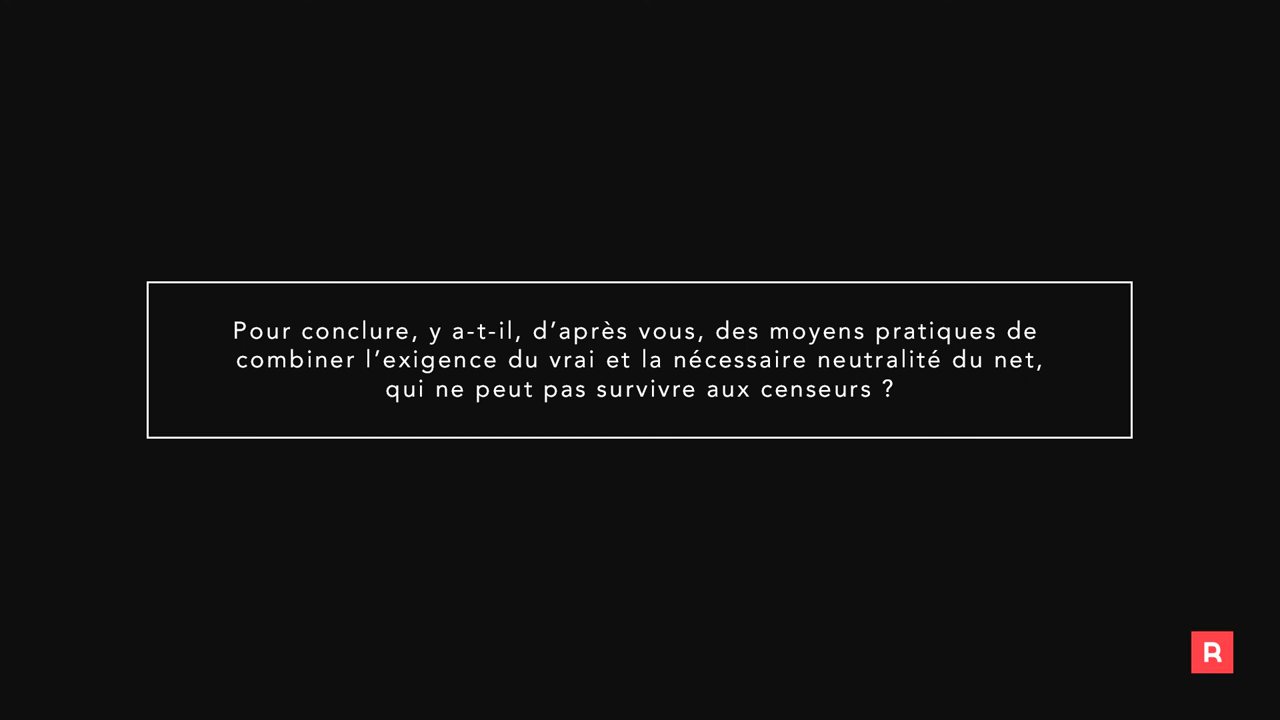 Pour conclure, y a-t-il, d’après vous, des moyens pratiques de
combiner l’exigence du vrai et la nécessaire neutralité du net,
qui ne peut pas survivre aux censeurs ?
R